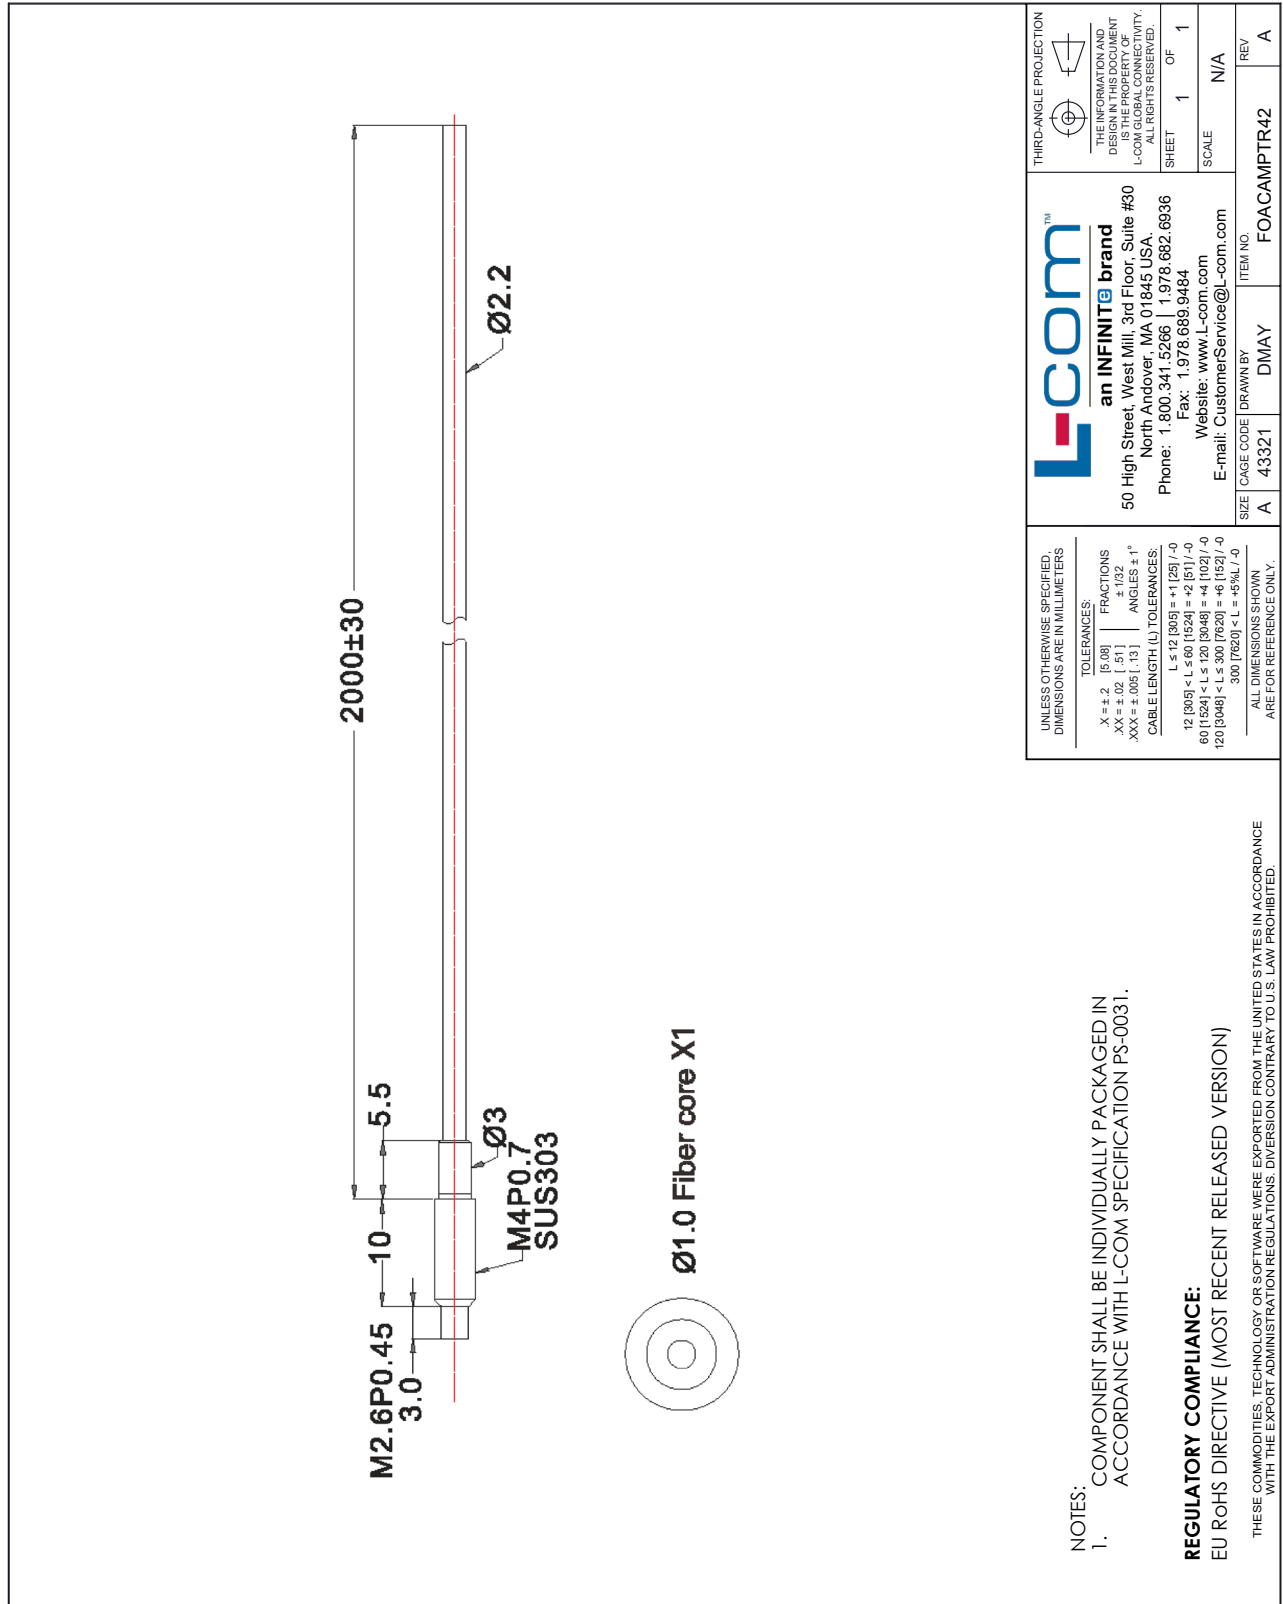 2000±30
5.5
10
M2.6P0.45
3.0
Ø2.2
Ø3
M4P0.7
SUS303
Ø1.0 Fiber core X1
NOTES:
1. COMPONENT SHALL BE INDIVIDUALLY PACKAGED IN
ACCORDANCE WITH L-COM SPECIFICATION PS-0031.
REGULATORY COMPLIANCE:
EU RoHS DIRECTIVE (MOST RECENT RELEASED VERSION)
THESE COMMODITIES, TECHNOLOGY OR SOFTWARE WERE EXPORTED FROM THE UNITED STATES IN ACCORDANCE
WITH THE EXPORT ADMINISTRATION REGULATIONS. DIVERSION CONTRARY TO U.S. LAW PROHIBITED.
UNLESS OTHERWISE SPECIFIED,
DIMENSIONS ARE IN MILLIMETERS
TOLERANCES:
.X = ±.2 [5.08] FRACTIONS
.XX = ±.02 [.51] ± 1/32
.XXX = ±.005 [.13] ANGLES ± 1°
CABLE LENGTH (L) TOLERANCES:
L ≤ 12 [305] = +1 [25] / -0
12 [305] < L ≤ 60 [1524] = +2 [51] / -0
60 [1524] < L ≤ 120 [3048] = +4 [102] / -0
120 [3048] < L ≤ 300 [7620] = +6 [152] / -0
300 [7620] < L = +5%L / -0
ALL DIMENSIONS SHOWN
ARE FOR REFERENCE ONLY.
L-com™
an INFINITe brand
50 High Street, West Mill, 3rd Floor, Suite #30
North Andover, MA 01845 USA.
Phone: 1.800.341.5266 | 1.978.682.6936
Fax: 1.978.689.9484
Website: www.L-com.com
E-mail: CustomerService@L-com.com
THIRD-ANGLE PROJECTION
THE INFORMATION AND
DESIGN IN THIS DOCUMENT
IS THE PROPERTY OF
L-COM GLOBAL CONNECTIVITY.
ALL RIGHTS RESERVED.
SHEET 1 OF 1
SCALE N/A
SIZE A
CAGE CODE 43321
DRAWN BY DMAY
ITEM NO. FOACAMPTR42
REV A